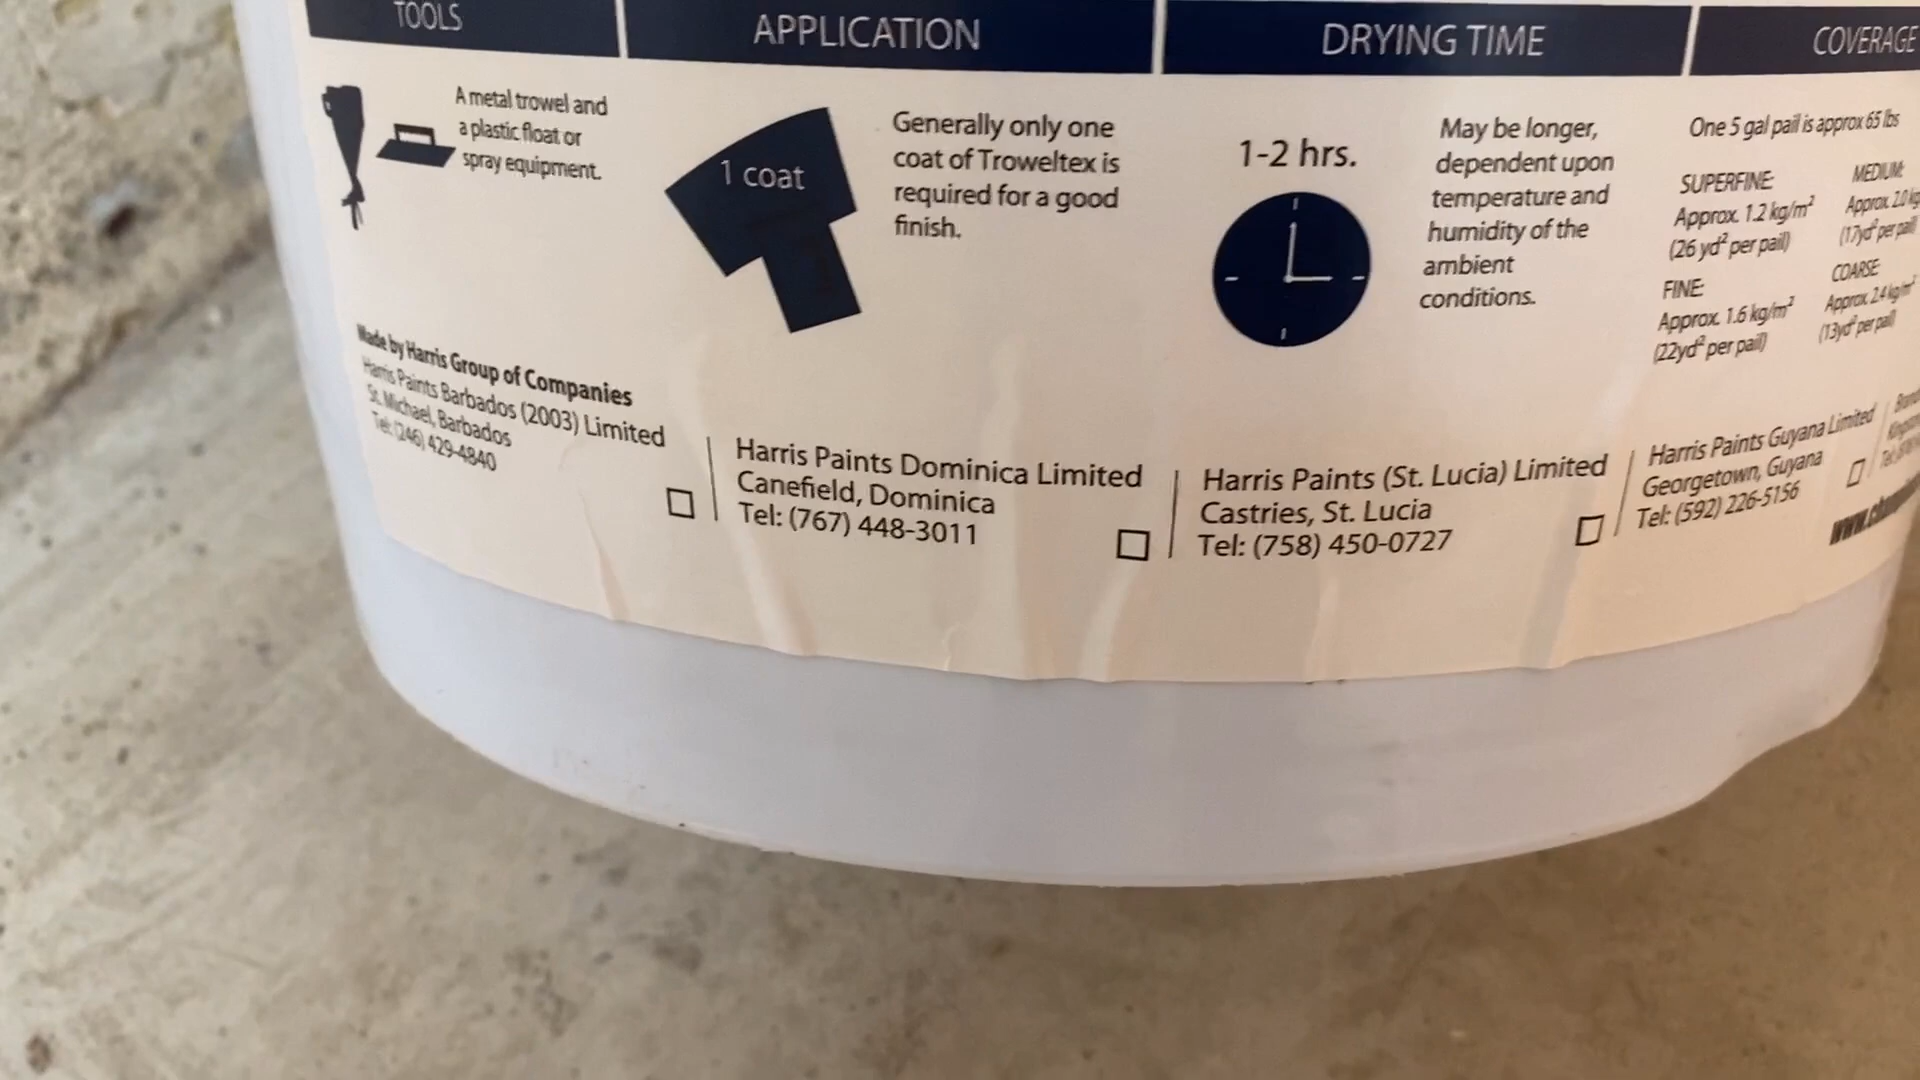 TOOLS
APPLICATION
DRYING TIME
COVERAGE
A metal trowel and
a plastic float or
spray equipment.
1 coat
Generally only one
coat of Troweltex is
required for a good
finish.
1-2 hrs.
May be longer,
dependent upon
temperature and
humidity of the
ambient
conditions.
One 5 gal pail is approx 65 lbs
SUPERFINE:
Approx. 1.2 kg/m²
(26 yd² per pail)
FINE:
Approx. 1.6 kg/m²
(22yd² per pail)
MEDIUM:
Approx. 2.0 kg
(17yd² per pail
COARSE:
Approx. 2.4 kg/m²
(13yd² per pail)
Made by Harris Group of Companies
Harris Paints Barbados (2003) Limited
St. Michael, Barbados
Tel: (246) 429-4840
Harris Paints Dominica Limited
Canefield, Dominica
Tel: (767) 448-3011
Harris Paints (St. Lucia) Limited
Castries, St. Lucia
Tel: (758) 450-0727
Harris Paints Guyana Limited
Georgetown, Guyana
Tel: (592) 226-5156